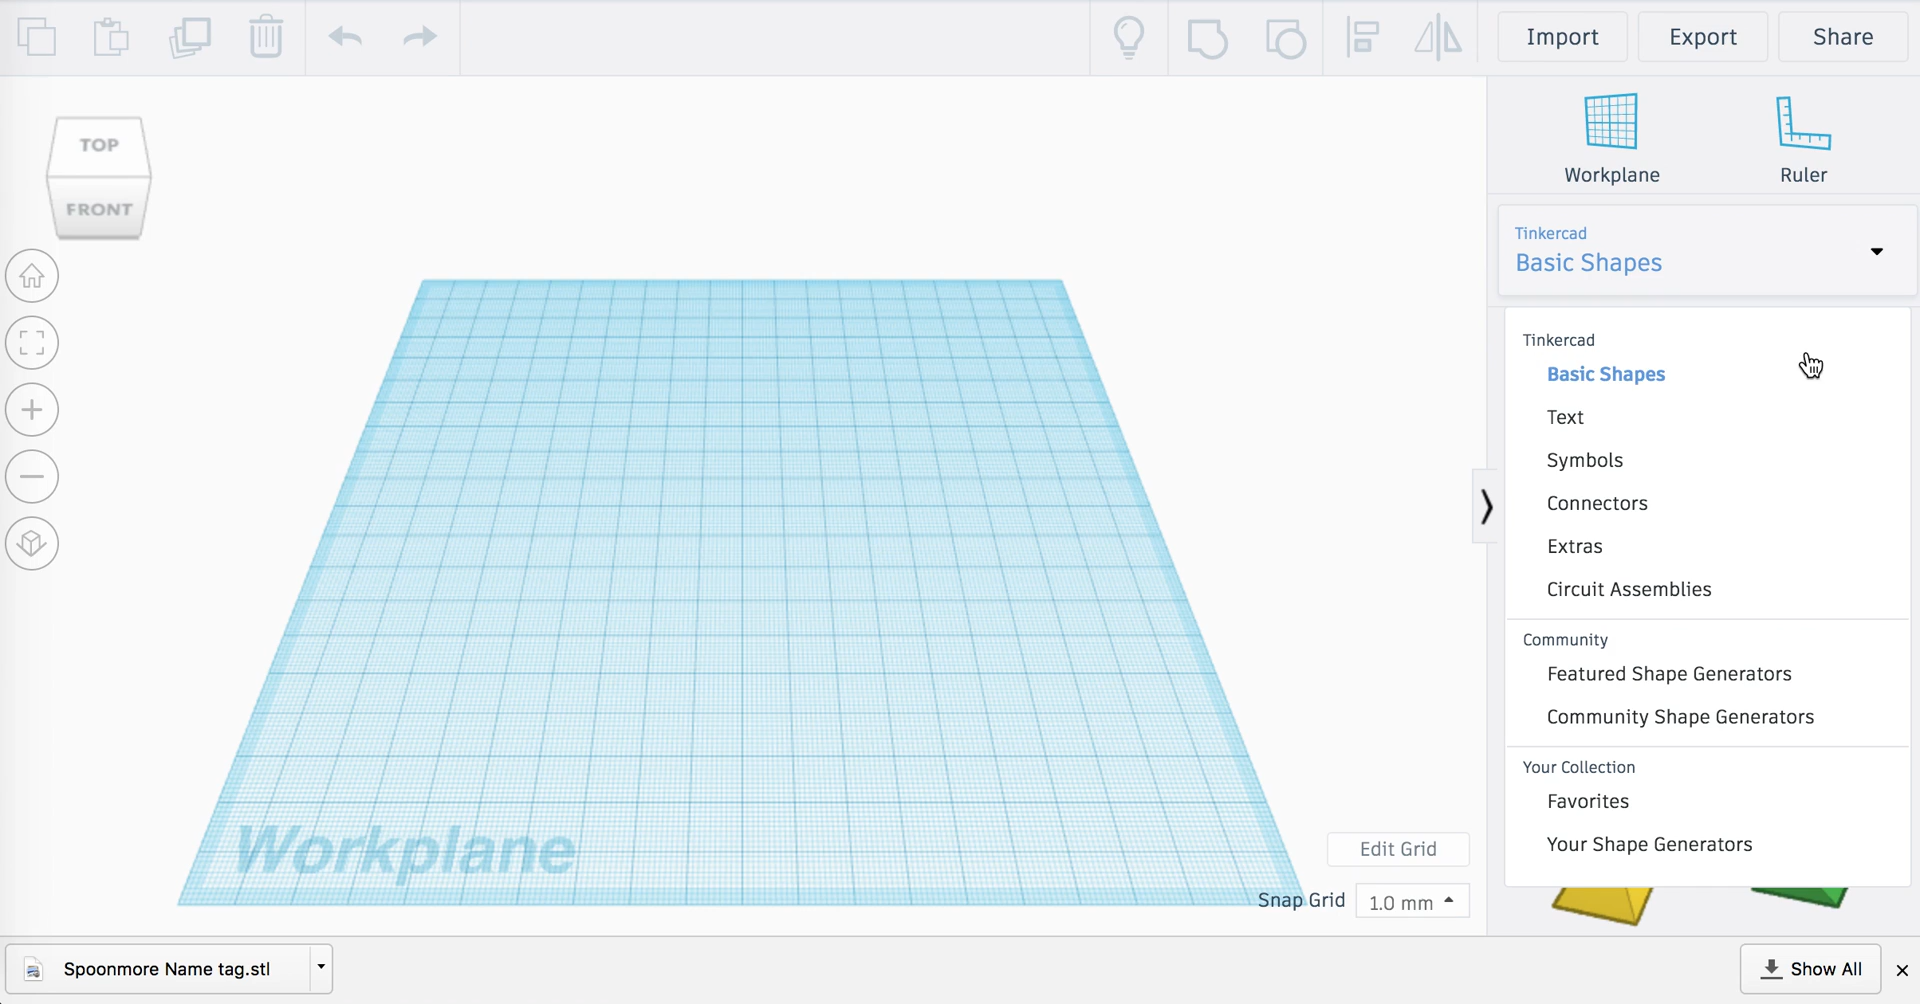 Import
Export
Share
TOP
FRONT
Workplane
Ruler
Tinkercad
Basic Shapes
Tinkercad
Basic Shapes
Text
Symbols
Connectors
Extras
Circuit Assemblies
Community
Featured Shape Generators
Community Shape Generators
Your Collection
Favorites
Your Shape Generators
Workplane
Edit Grid
Snap Grid 1.0 mm
Spoonmore Name tag.stl
Show All